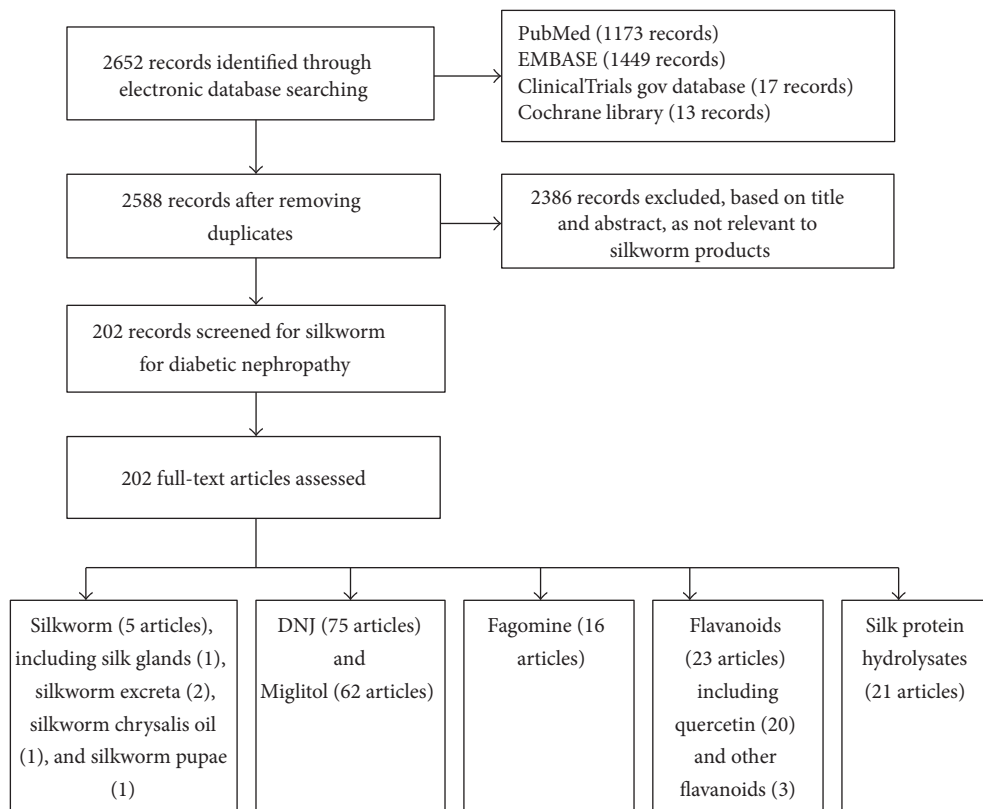 2652 records identified through
electronic database searching
PubMed (1173 records)
EMBASE (1449 records)
ClinicalTrials gov database (17 records)
Cochrane library (13 records)
2588 records after removing
duplicates
2386 records excluded, based on title
and abstract, as not relevant to
silkworm products
202 records screened for silkworm
for diabetic nephropathy
202 full-text articles assessed
Silkworm (5 articles),
including silk glands (1),
silkworm excreta (2),
silkworm chrysalis oil
(1), and silkworm pupae
(1)
DNJ (75 articles)
and
Miglitol (62 articles)
Fagomine (16
articles)
Flavanoids
(23 articles)
including
quercetin (20)
and other
flavanoids (3)
Silk protein
hydrolysates
(21 articles)